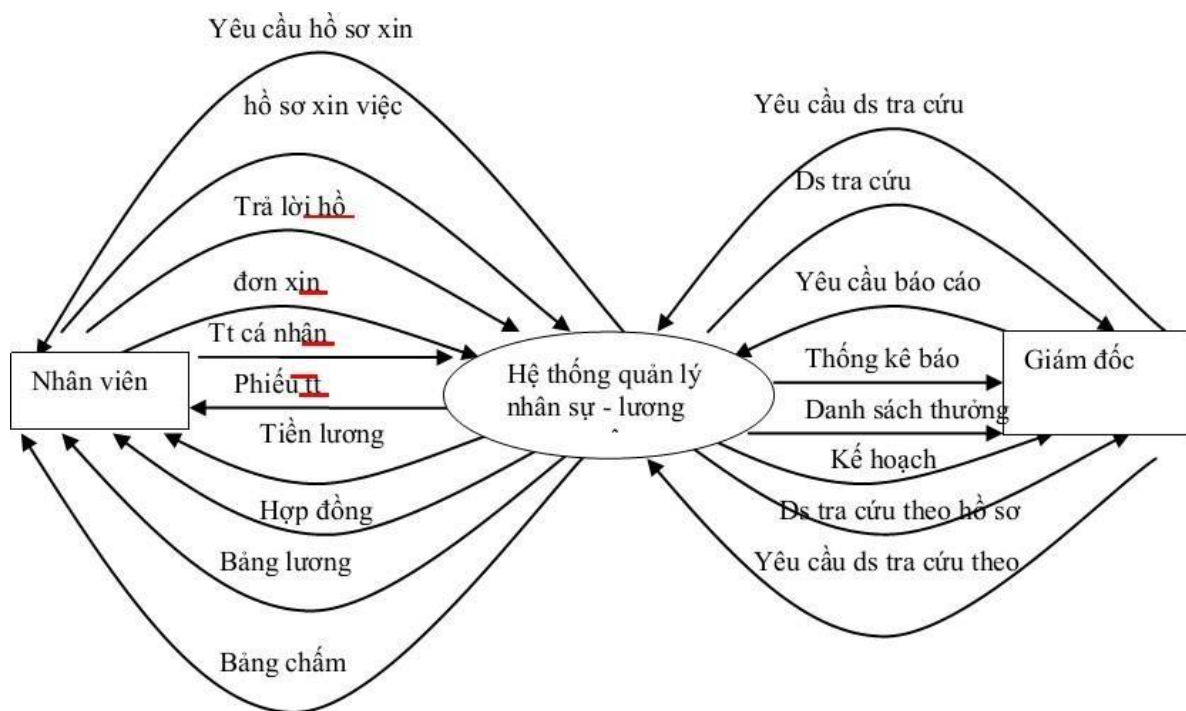 Yêu cầu hồ sơ xin
hồ sơ xin việc
Trả lời hồ
đơn xin
Tt cá nhân
Nhân viên
Phiếu tt
Tiền lương
Hợp đồng
Bảng lương
Bảng chấm
Hệ thống quản lý
nhân sự - lương
Yêu cầu ds tra cứu
Ds tra cứu
Yêu cầu báo cáo
Thống kê báo
Giám đốc
Danh sách thưởng
Kế hoạch
Ds tra cứu theo hồ sơ
Yêu cầu ds tra cứu theo